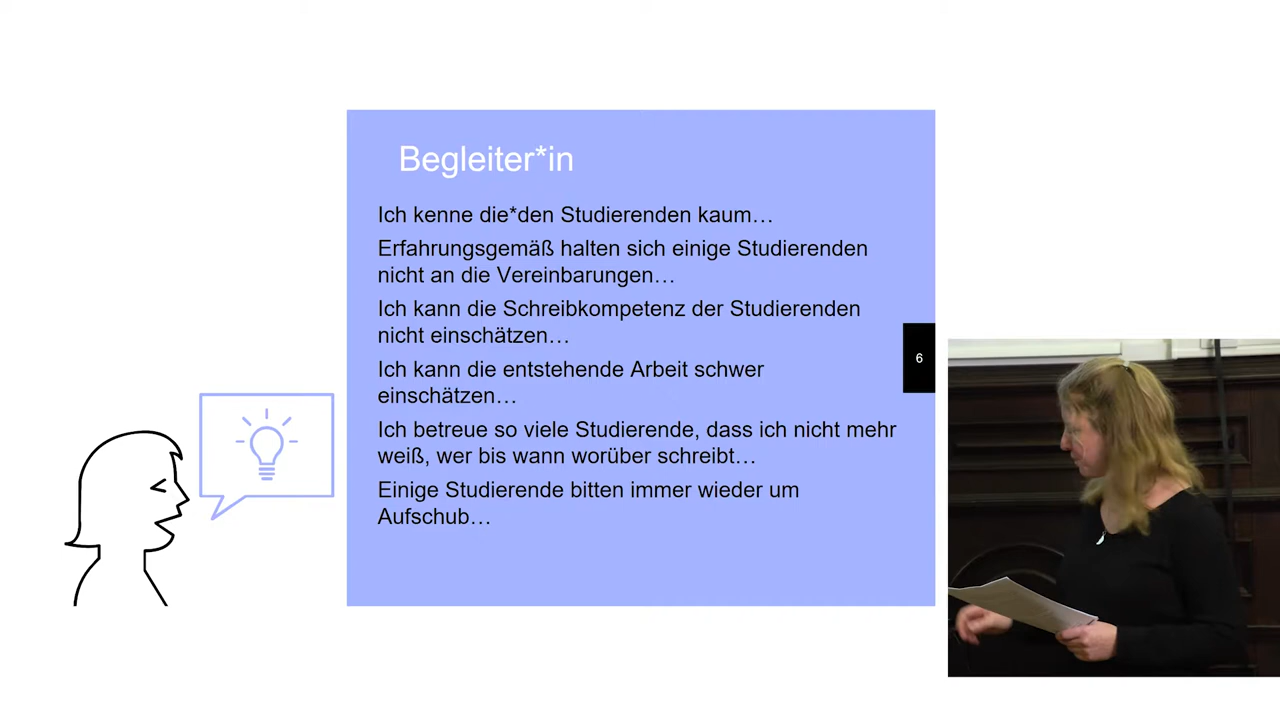 Begleiter*in
Ich kenne die*den Studierenden kaum…
Erfahrungsgemäß halten sich einige Studierenden
nicht an die Vereinbarungen…
Ich kann die Schreibkompetenz der Studierenden
nicht einschätzen…
Ich kann die entstehende Arbeit schwer
einschätzen…
Ich betreue so viele Studierende, dass ich nicht mehr
weiß, wer bis wann worüber schreibt…
Einige Studierende bitten immer wieder um
Aufschub…
6